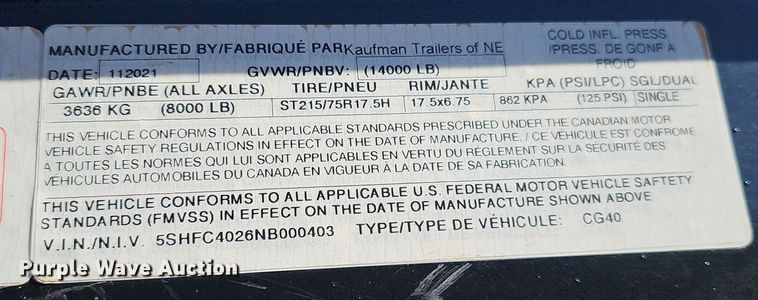 MANUFACTURED BY/FABRIQUÉ PAR Kaufman Trailers of NE
COLD INFL. PRESS.
/PRESS. DE GONF A
FROID
DATE: 112021 GVWR/PNBV: (14000 LB)
GAWR/PNBE (ALL AXLES) TIRE/PNEU RIM/JANTE KPA (PSI/LPC) SGL/DUAL
3636 KG (8000 LB) ST215/75R17.5H 17.5x6.75 862 KPA (125 PSI) SINGLE
THIS VEHICLE CONFORMS TO ALL APPLICABLE STANDARDS PRESCRIBED UNDER THE CANADIAN MOTOR
VEHICLE SAFETY REGULATIONS IN EFFECT ON THE DATE OF MANUFACTURE. / CE VÉHICULE EST CONFROME
A TOUTES LES NORMES QUI LUI SONT APPLICABLES EN VERTU DU RÉGLEMENT SUR LA SÉCURITÉ DES
VÉHICULES AUTOMOBILES DU CANADA EN VIGUEUR À LA DATE DE SA FABRICATION.
THIS VEHICLE CONFORMS TO ALL APPLICABLE U.S. FEDERAL MOTOR VEHICLE SAFTETY
STANDARDS (FMVSS) IN EFFECT ON THE DATE OF MANUFACTURE SHOWN ABOVE
V.I.N./N.I.V. 5SHFC4026NB000403 TYPE/TYPE DE VÉHICULE: CG40
Purple Wave Auction